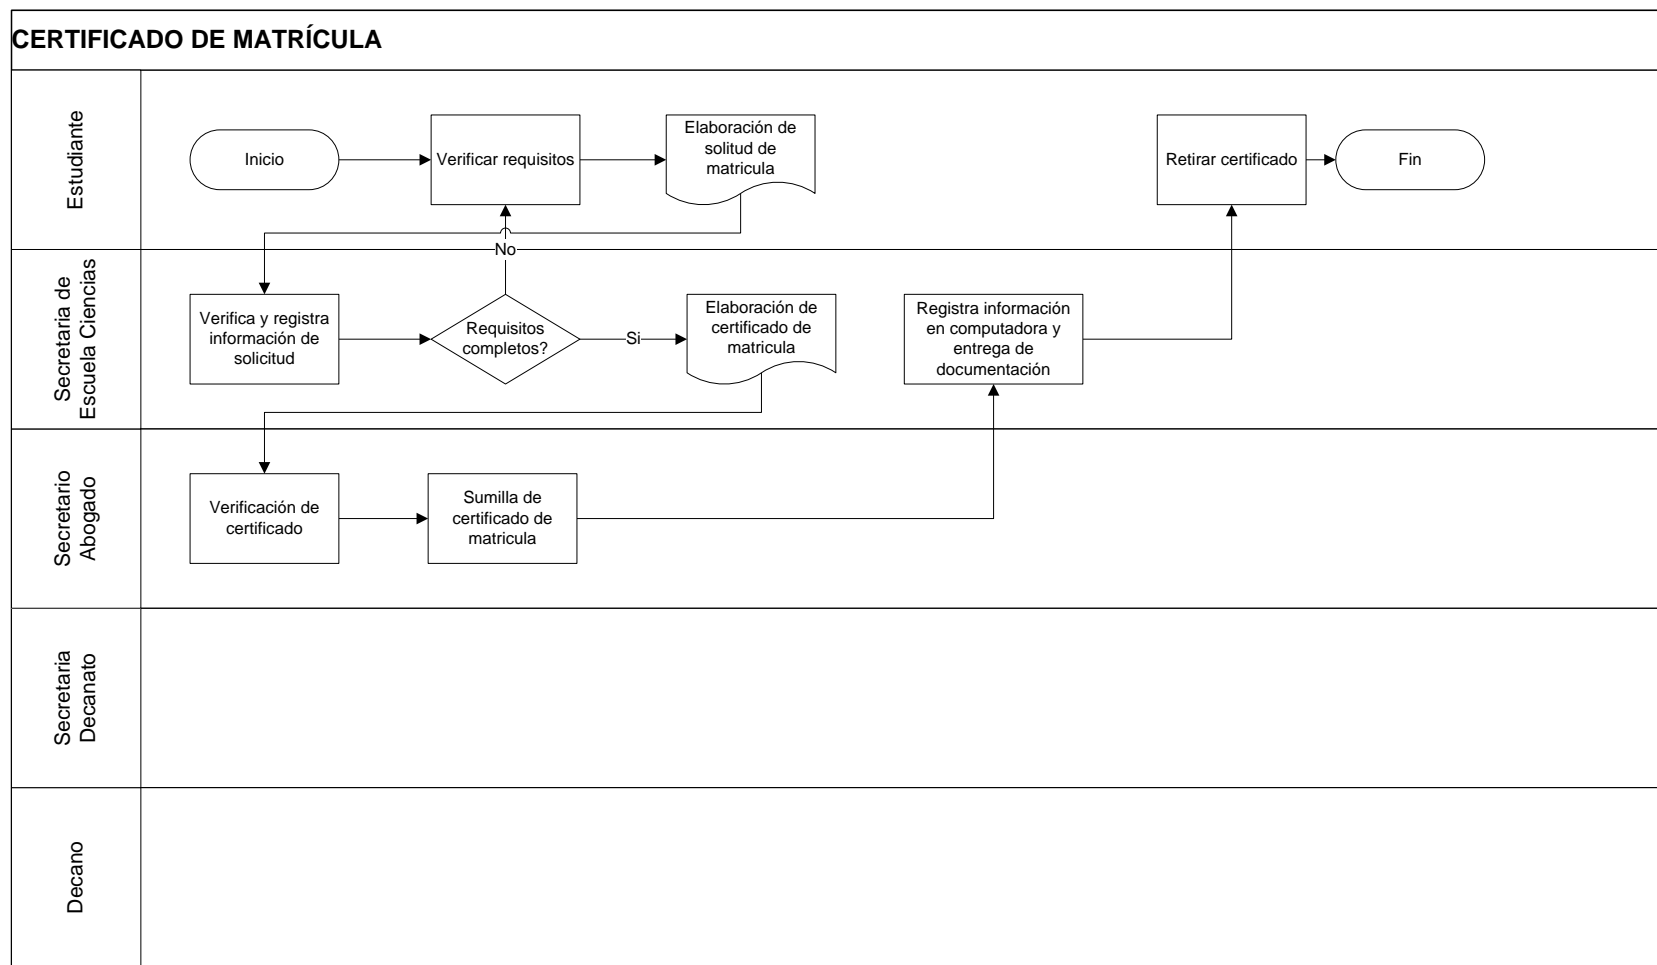 CERTIFICADO DE MATRÍCULA
Estudiante
Inicio
Verificar requisitos
Elaboración de
solitud de
matricula
Retirar certificado
Fin
No
Secretaria de
Escuela Ciencias
Verifica y registra
información de
solicitud
Requisitos
completos?
Si
Elaboración de
certificado de
matricula
Registra información
en computadora y
entrega de
documentación
Secretario
Abogado
Verificación de
certificado
Sumilla de
certificado de
matricula
Secretaria
Decanato
Decano